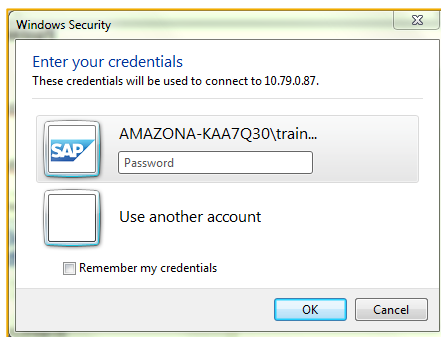 Windows Security
Enter your credentials
These credentials will be used to connect to 10.79.0.87.
SAP
AMAZONA-KAA7Q30\train...
Password
Use another account
Remember my credentials
OK
Cancel